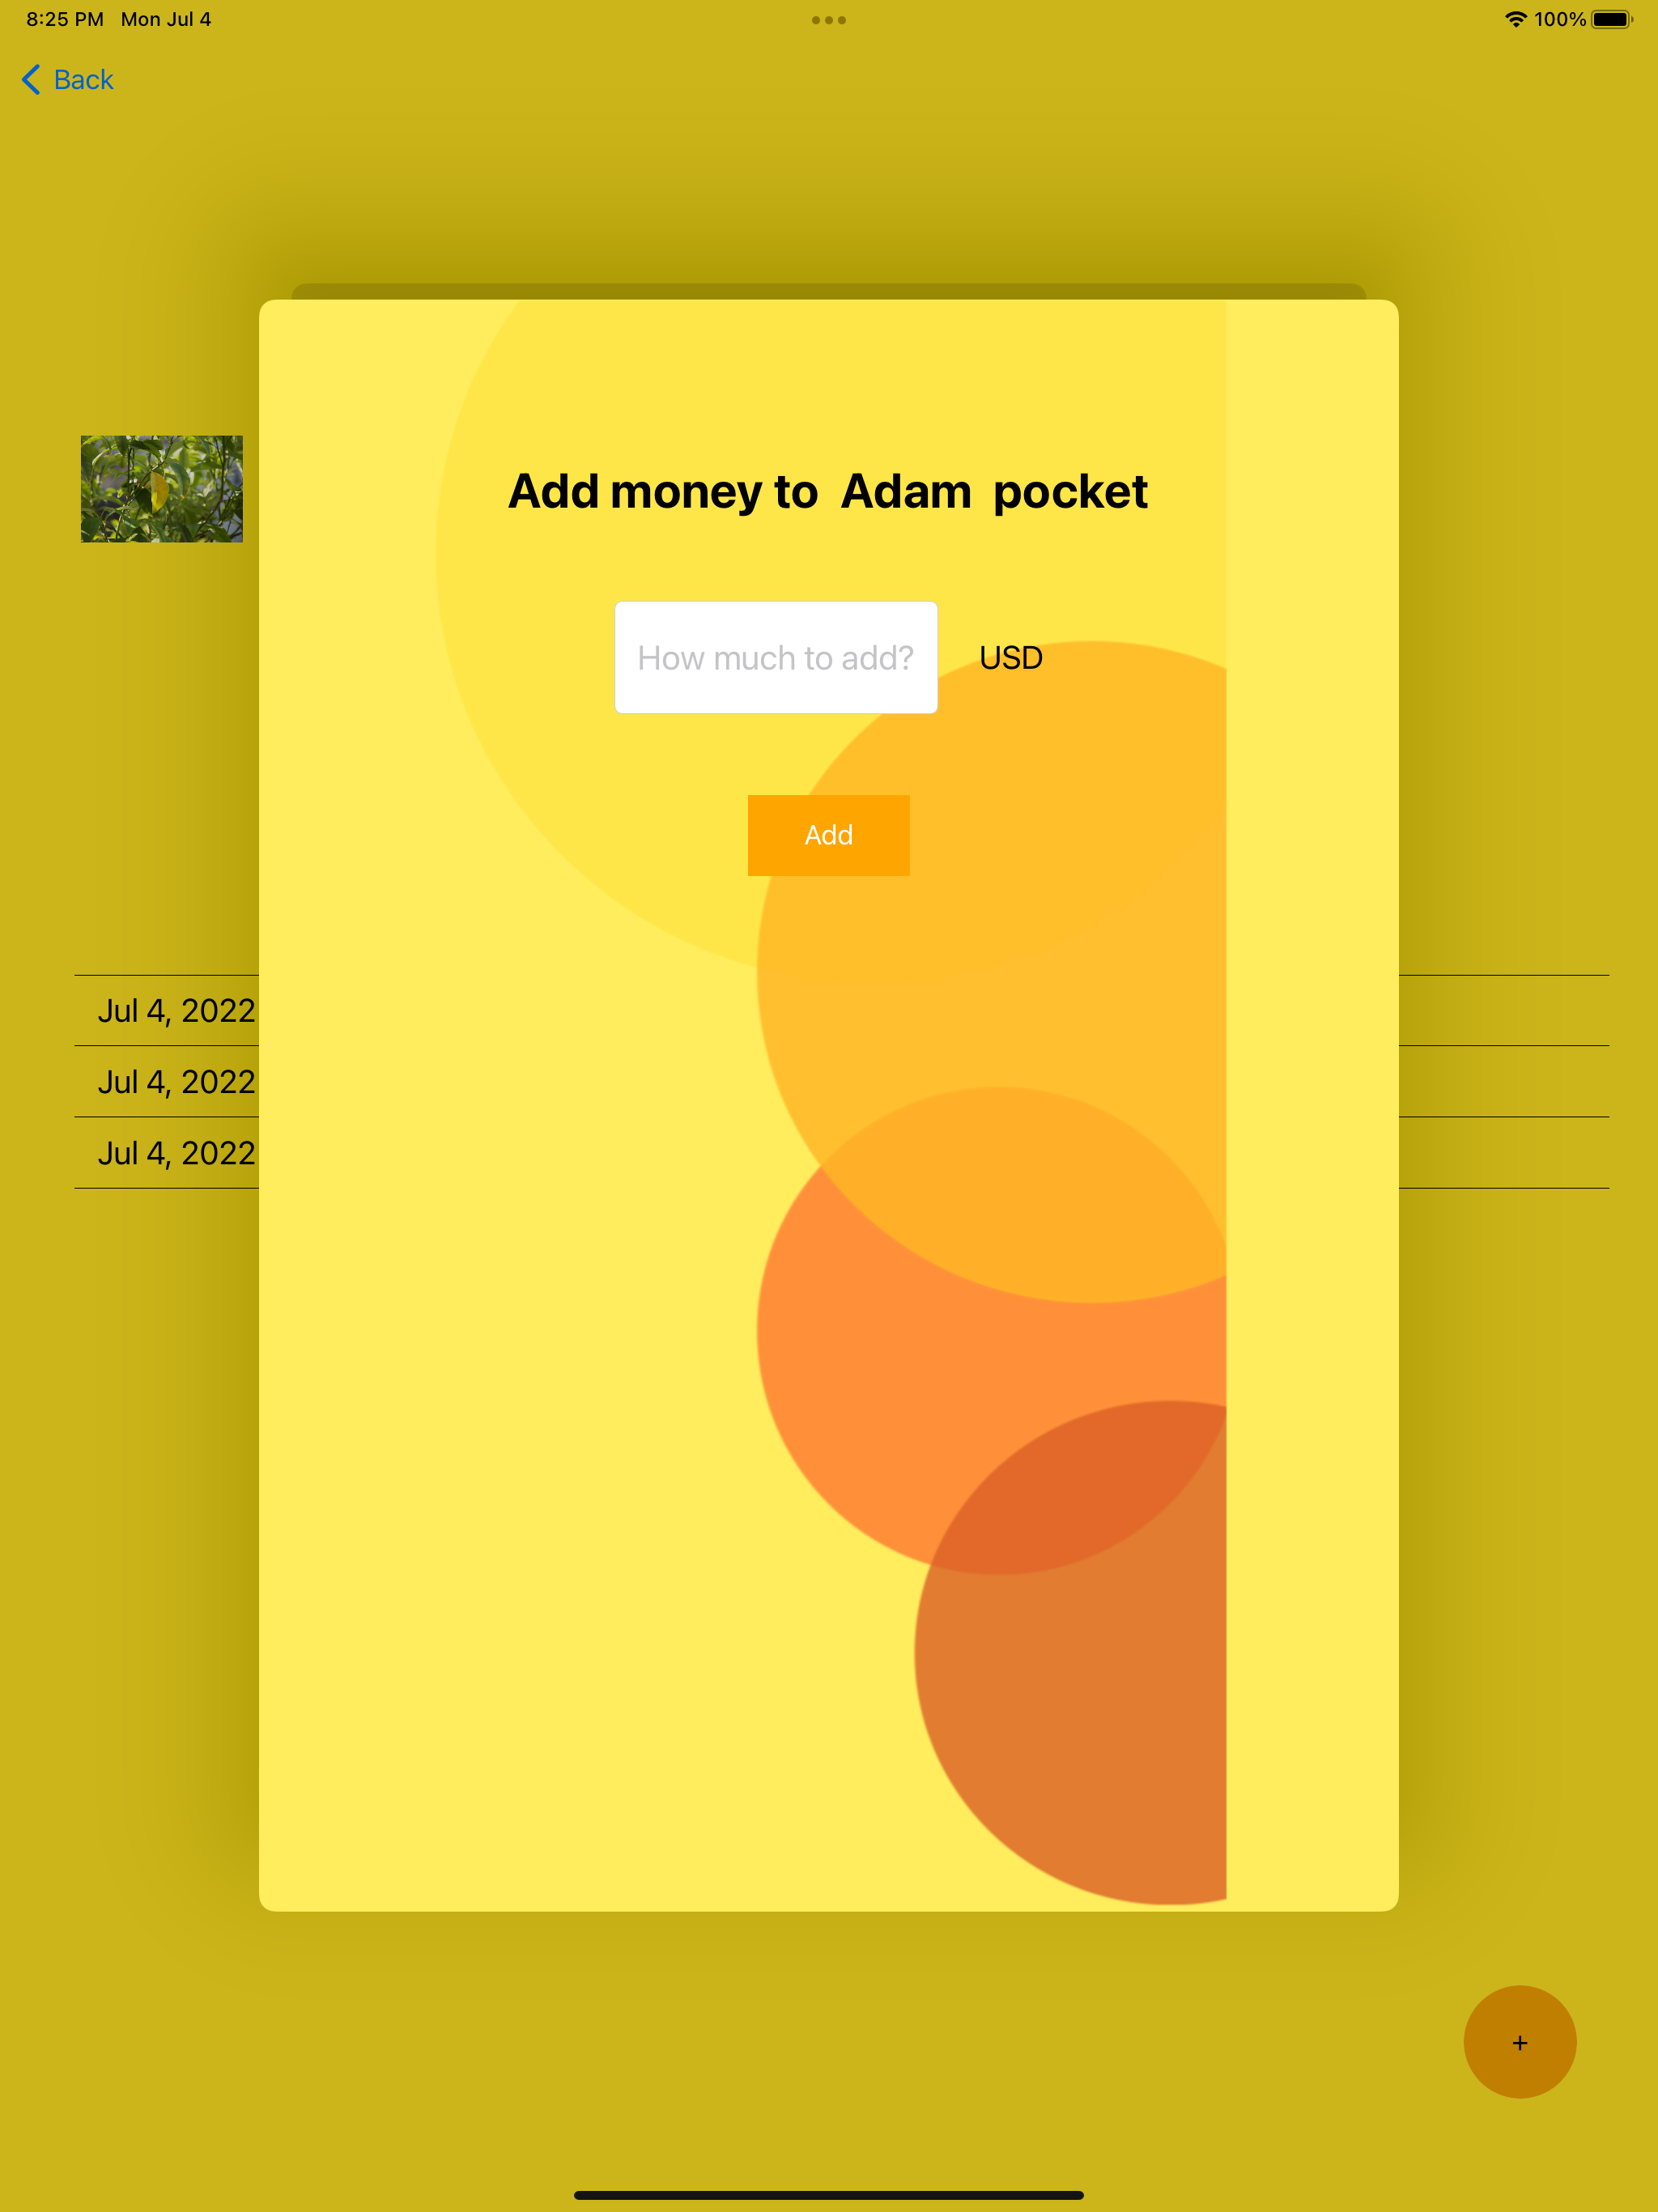 8:25 PM Mon Jul 4
100%
Back
Add money to Adam pocket
How much to add?
USD
Add
Jul 4, 2022
Jul 4, 2022
Jul 4, 2022
+